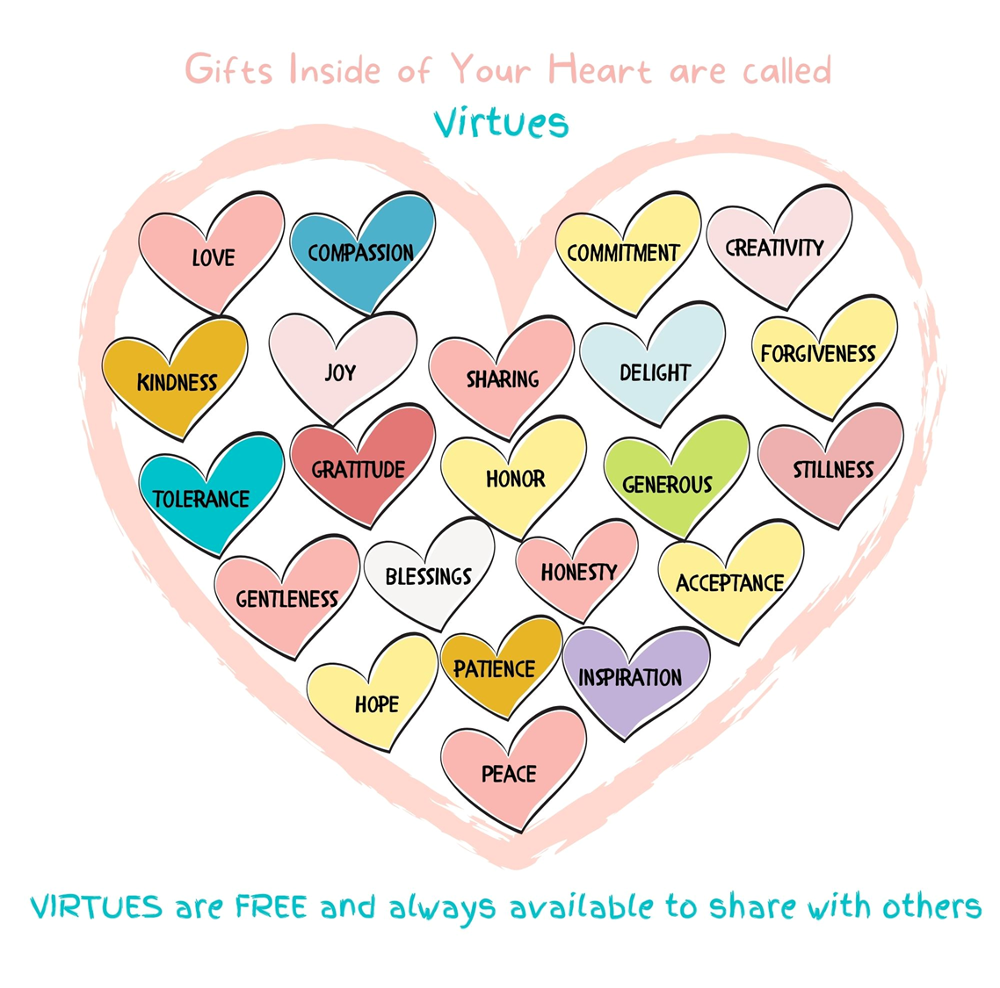 Gifts Inside of Your Heart are called
Virtues
LOVE
COMPASSION
COMMITMENT
CREATIVITY
KINDNESS
JOY
SHARING
DELIGHT
FORGIVENESS
TOLERANCE
GRATITUDE
HONOR
GENEROUS
STILLNESS
GENTLENESS
BLESSINGS
HONESTY
ACCEPTANCE
HOPE
PATIENCE
INSPIRATION
PEACE
VIRTUES are FREE and always available to share with others